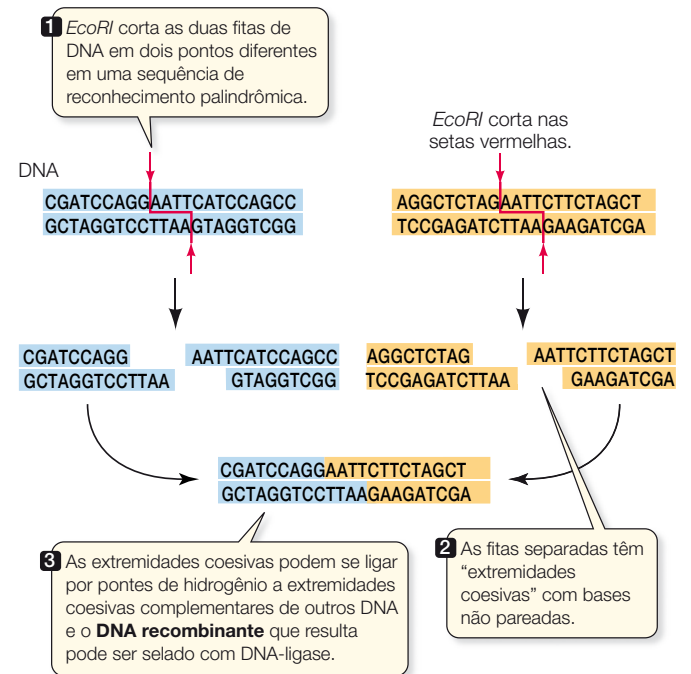 1 EcoRI corta as duas fitas de
DNA em dois pontos diferentes
em uma sequência de
reconhecimento palindrômica.
EcoRI corta nas
setas vermelhas.
DNA
CGATCCAGGAATTCATCCAGCC
GCTAGGTCCTTAAGTAGGTCGG
AGGCTCTAGAATTCTTCTAGCT
TCCGAGATCTTAAGAAGATCGA
CGATCCAGG
GCTAGGTCCTTAA
AATTCATCCAGCC
GTAGGTCGG
AGGCTCTAG
TCCGAGATCTTAA
AATTCTTCTAGCT
GAAGATCGA
CGATCCAGGAATTCTTCTAGCT
GCTAGGTCCTTAAGAAGATCGA
3 As extremidades coesivas podem se ligar
por pontes de hidrogênio a extremidades
coesivas complementares de outros DNA
e o DNA recombinante que resulta
pode ser selado com DNA-ligase.
2 As fitas separadas têm
“extremidades
coesivas” com bases
não pareadas.